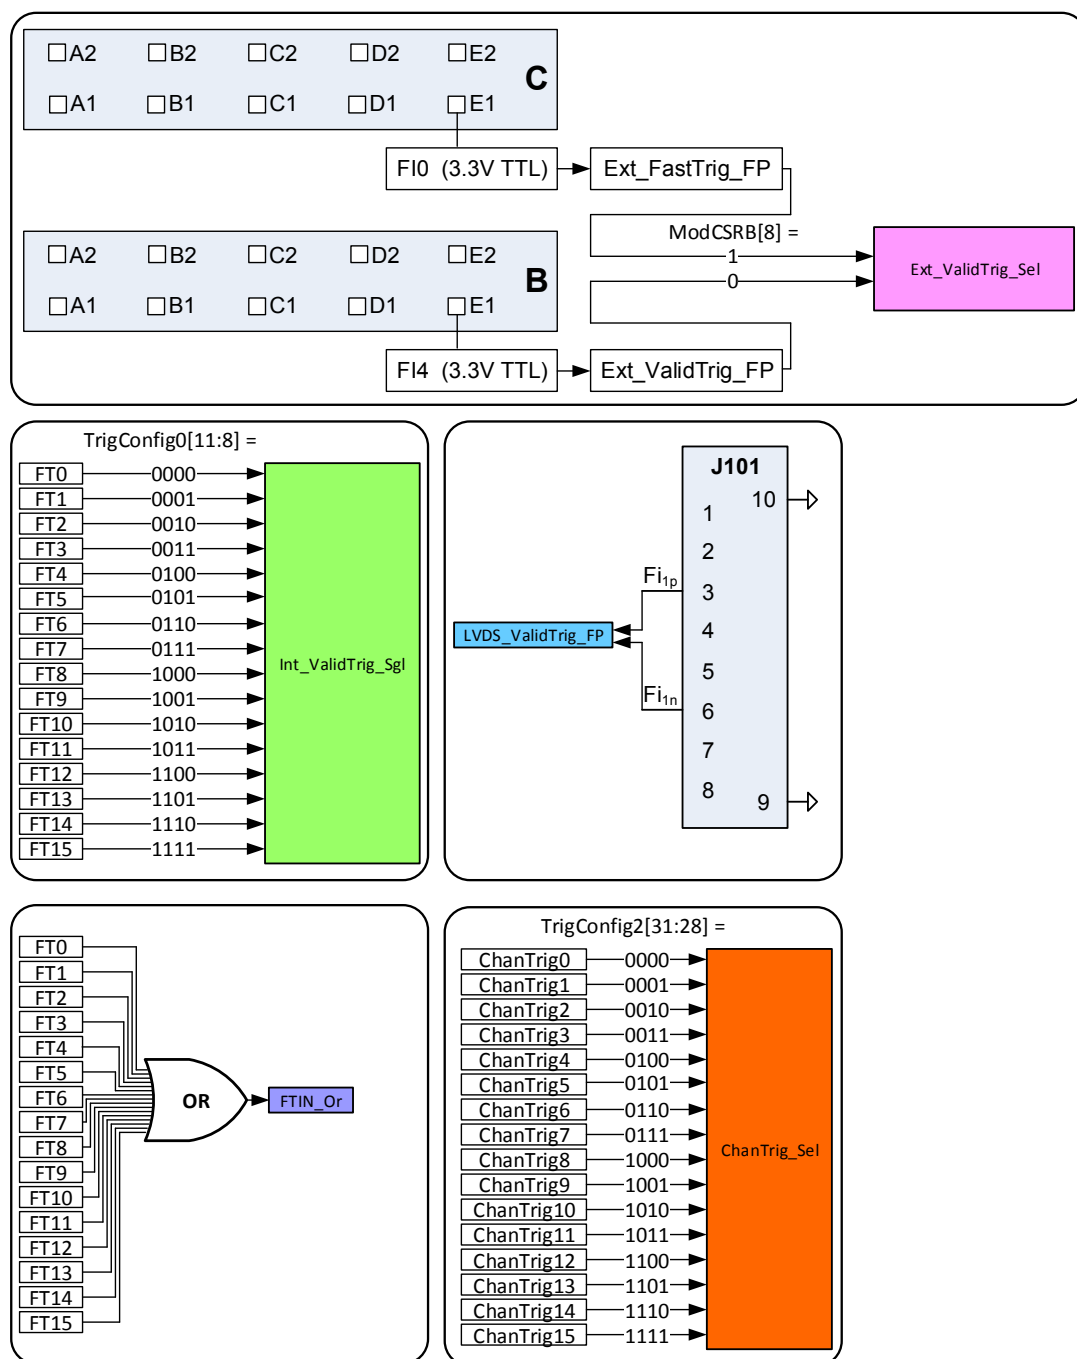 A2 B2 C2 D2 E2
C
A1 B1 C1 D1 E1
FI0 (3.3V TTL) Ext_FastTrig_FP
ModCSRB[8] =
A2 B2 C2 D2 E2
1
B
0
Ext_ValidTrig_Sel
A1 B1 C1 D1 E1
FI4 (3.3V TTL) Ext_ValidTrig_FP
TrigConfig0[11:8] =
FT0 0000
FT1 0001
FT2 0010
FT3 0011
FT4 0100
FT5 0101
FT6 0110
FT7 0111
FT8 1000
FT9 1001
FT10 1010
FT11 1011
FT12 1100
FT13 1101
FT14 1110
FT15 1111
Int_ValidTrig_Sgl
J101
10
1
2
Fi1p
3
4
LVDS_ValidTrig_FP
5
Fi1n
6
7
8
9
FT0
FT1
FT2
FT3
FT4
FT5
FT6
FT7
FT8
FT9
FT10
FT11
FT12
FT13
FT14
FT15
OR
FTIN_Or
TrigConfig2[31:28] =
ChanTrig0 0000
ChanTrig1 0001
ChanTrig2 0010
ChanTrig3 0011
ChanTrig4 0100
ChanTrig5 0101
ChanTrig6 0110
ChanTrig7 0111
ChanTrig8 1000
ChanTrig9 1001
ChanTrig10 1010
ChanTrig11 1011
ChanTrig12 1100
ChanTrig13 1101
ChanTrig14 1110
ChanTrig15 1111
ChanTrig_Sel